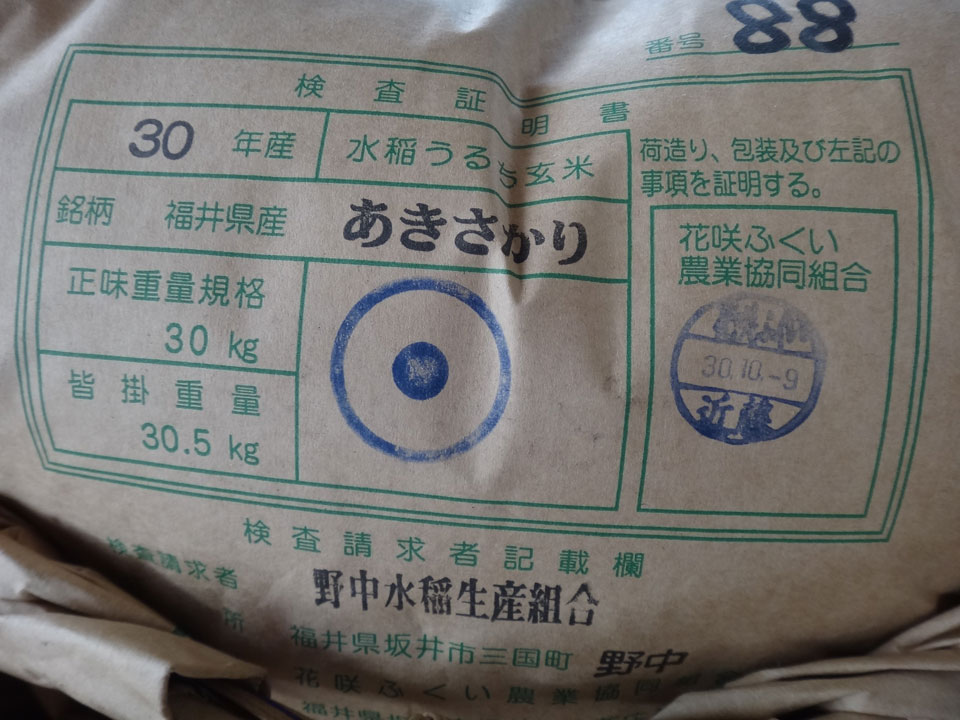 番号 88
検査証明書
30 年産 水稲うるち玄米
銘柄 福井県産 あきさかり
正味重量規格
30 kg
皆掛重量
30.5 kg
荷造り、包装及び左記の
事項を証明する。
花咲ふくい
農業協同組合
30.10.-9
近藤
検査請求者記載欄
検査請求者 野中水稲生産組合
所 福井県坂井市三国町 野中
花咲ふくい農業協同組
福井県坂